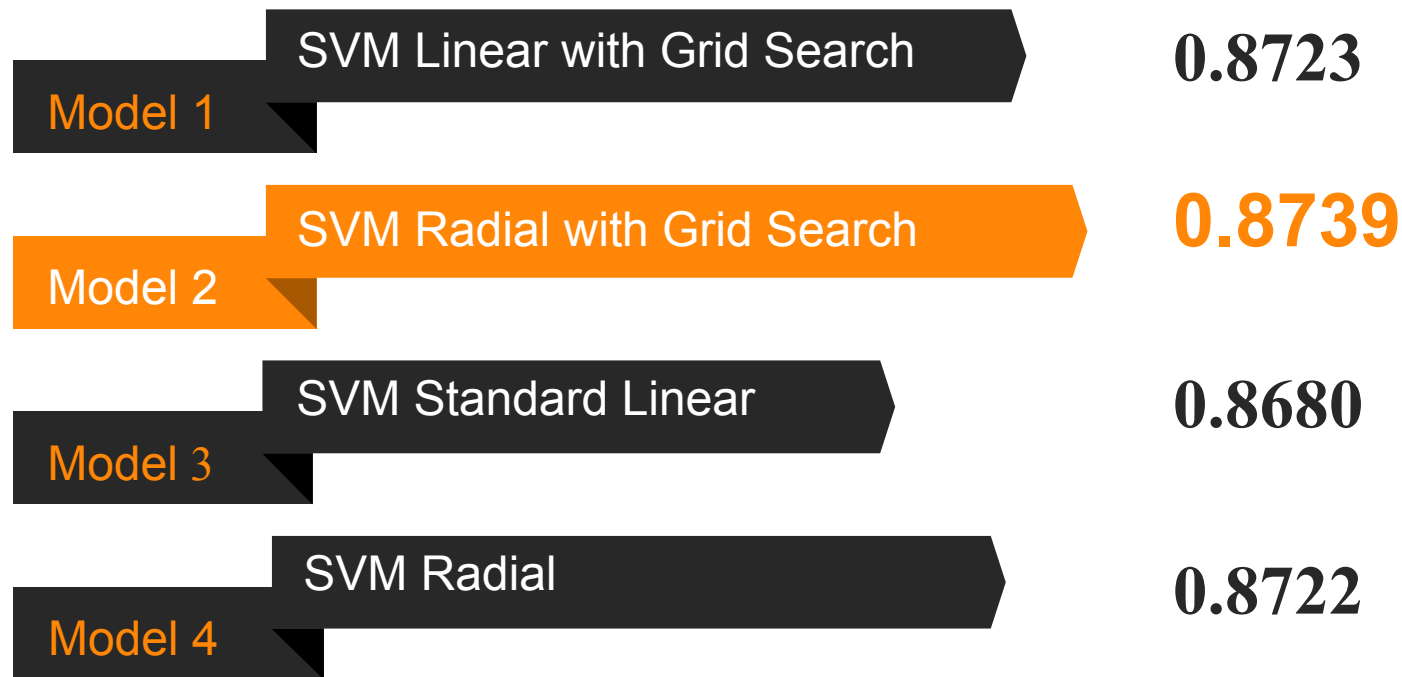 SVM Linear with Grid Search
0.8723
Model 1
SVM Radial with Grid Search
0.8739
Model 2
SVM Standard Linear
0.8680
Model 3
SVM Radial
0.8722
Model 4